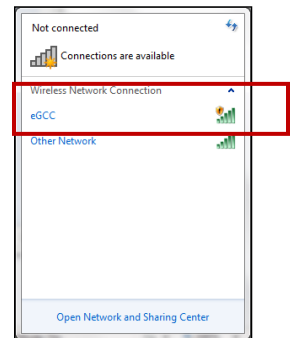 Not connected
Connections are available
Wireless Network Connection
eGCC
Other Network
Open Network and Sharing Center